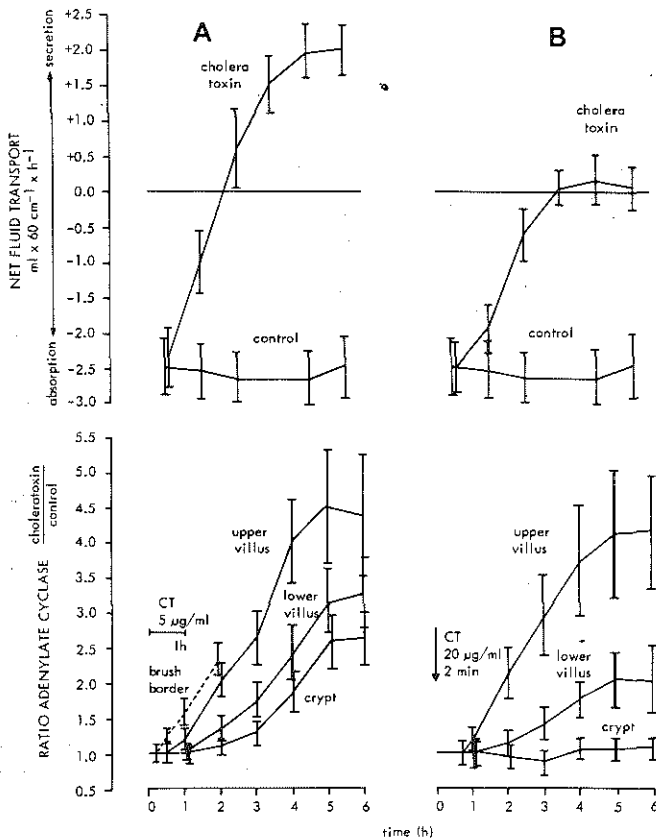 A
B
secretion
absorption
NET FLUID TRANSPORT
ml x 60 cm⁻¹ x h⁻¹
+2.5
+2.0
+1.5
+1.0
+0.5
0.0
-0.5
-1.0
-1.5
-2.0
-2.5
-3.0
cholera
toxin
control
cholera
toxin
control
RATIO ADENYLATE CYCLASE
choleratoxin
control
5.0
4.5
4.0
3.5
3.0
2.5
2.0
1.5
1.0
0.5
CT
5 µg/ml
1h
brush
border
upper
villus
lower
villus
crypt
0 1 2 3 4 5 6
CT
20 µg/ml
2 min
upper
villus
lower
villus
crypt
0 1 2 3 4 5 6
time (h)